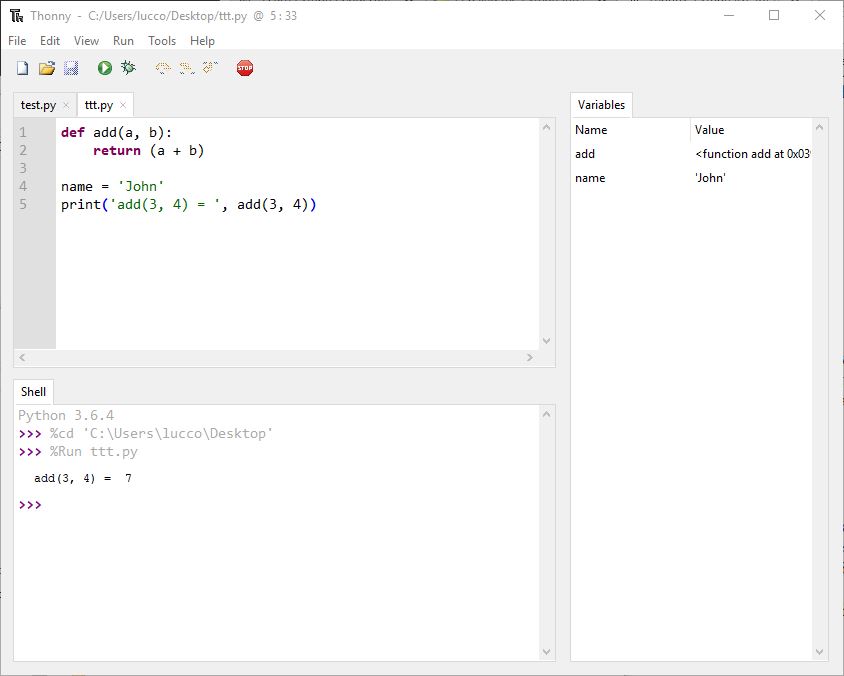 Thonny - C:/Users/lucco/Desktop/ttt.py @ 5:33
File Edit View Run Tools Help
STOP
test.py × ttt.py ×
1 def add(a, b):
2     return (a + b)
3
4 name = 'John'
5 print('add(3, 4) = ', add(3, 4))
Shell
Python 3.6.4
>>> %cd 'C:\Users\lucco\Desktop'
>>> %Run ttt.py
add(3, 4) =  7
>>>
Variables
Name Value
add <function add at 0x039
name 'John'